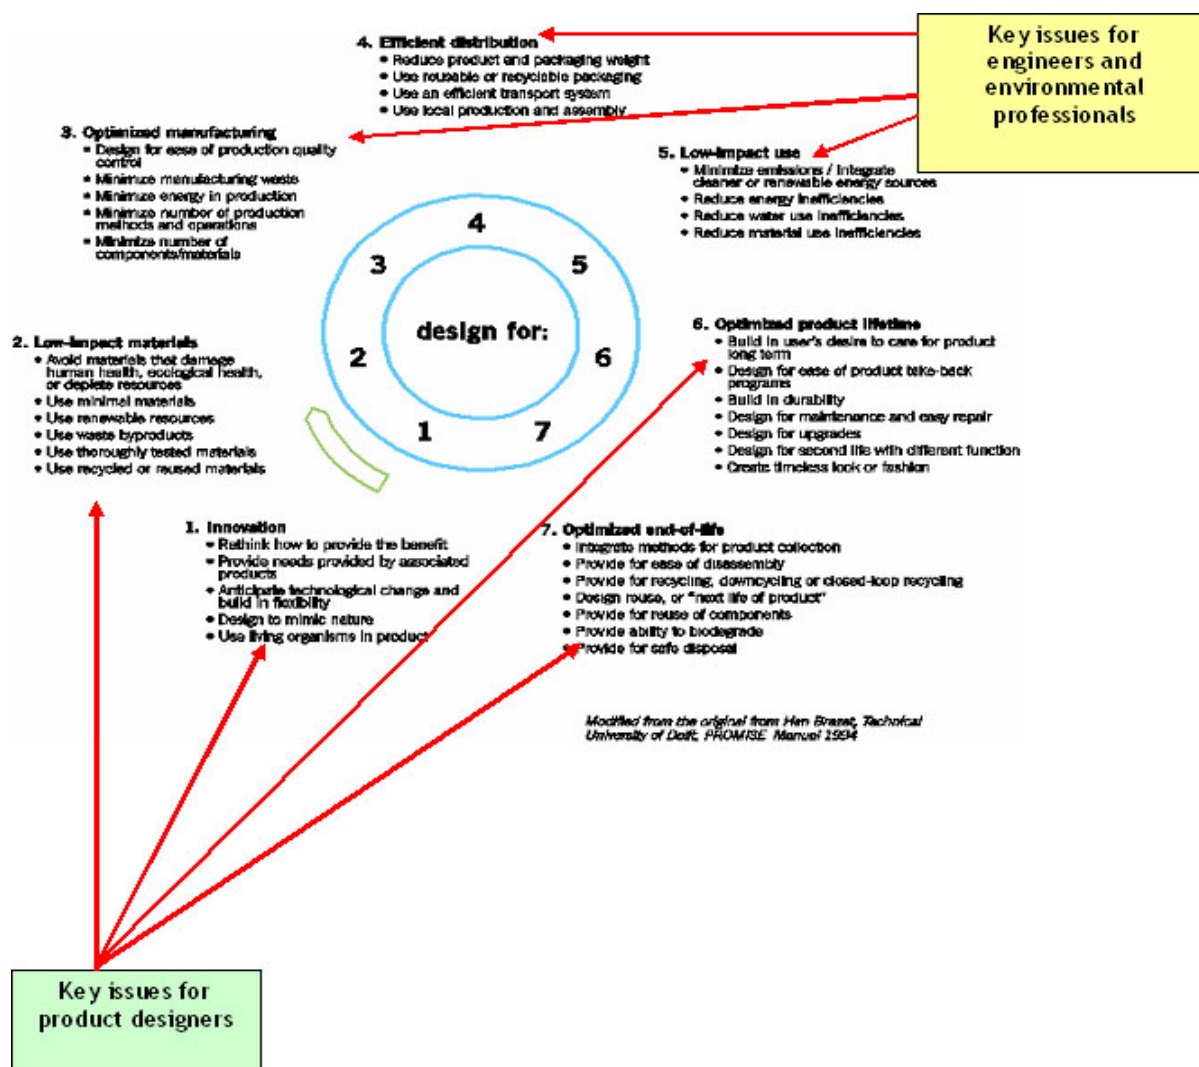 4. Efficient distribution
• Reduce product and packaging weight
• Use reusable or recyclable packaging
• Use an efficient transport system
• Use local production and assembly
Key issues for
engineers and
environmental
professionals
3. Optimized manufacturing
• Design for ease of production quality
control
• Minimize manufacturing waste
• Minimize energy in production
• Minimize number of production
methods and operations
• Minimize number of
components/materials
5. Low-impact use
• Minimize emissions / Integrate
cleaner or renewable energy sources
• Reduce energy inefficiencies
• Reduce water use inefficiencies
• Reduce material use inefficiencies
4
3
5
design for:
2
6
1
7
2. Low-impact materials
• Avoid materials that damage
human health, ecological health,
or deplete resources
• Use minimal materials
• Use renewable resources
• Use waste byproducts
• Use thoroughly tested materials
• Use recycled or reused materials
6. Optimized product lifetime
• Build in user's desire to care for product
long term
• Design for ease of product take-back
programs
• Build in durability
• Design for maintenance and easy repair
• Design for upgrades
• Design for second life with different function
• Create timeless look or fashion
1. Innovation
• Rethink how to provide the benefit
• Provide needs provided by associated
products
• Anticipate technological change and
build in flexibility
• Design to mimic nature
• Use living organisms in product
7. Optimized end-of-life
• Integrate methods for product collection
• Provide for ease of disassembly
• Provide for recycling, downcycling or closed-loop recycling
• Design reuse, or "next life of product"
• Provide for reuse of components
• Provide ability to biodegrade
• Provide for safe disposal
Modified from the original from Han Brezet, Technical
University of Delft, PROMISE Manual 1994
Key issues for
product designers